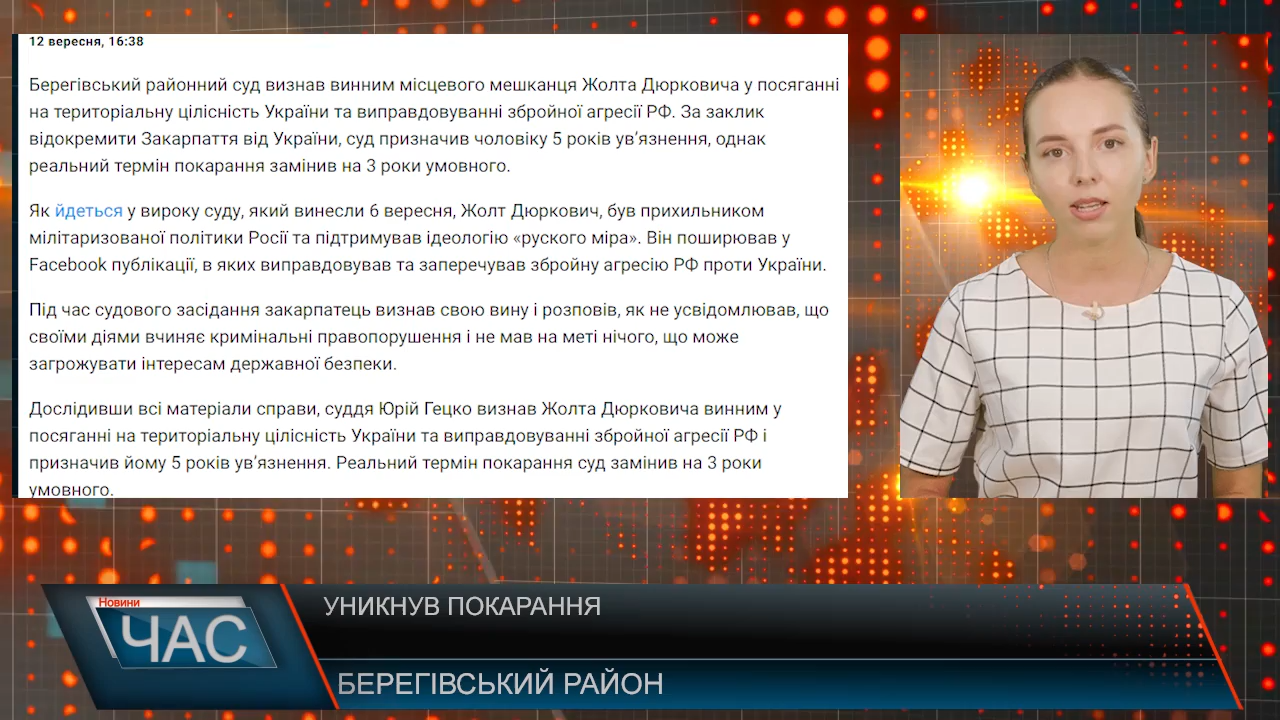 12 вересня, 16:38
Берегівський районний суд визнав винним місцевого мешканця Жолта Дюрковича у посяганні
на територіальну цілісність України та виправдовуванні збройної агресії РФ. За заклик
відокремити Закарпаття від України, суд призначив чоловіку 5 років ув’язнення, однак
реальний термін покарання замінив на 3 роки умовного.
Як йдеться у вироку суду, який винесли 6 вересня, Жолт Дюркович, був прихильником
мілітаризованої політики Росії та підтримував ідеологію «руского міра». Він поширював у
Facebook публікації, в яких виправдовував та заперечував збройну агресію РФ проти України.
Під час судового засідання закарпатець визнав свою вину і розповів, як не усвідомлював, що
своїми діями вчиняє кримінальні правопорушення і не мав на меті нічого, що може
загрожувати інтересам державної безпеки.
Дослідивши всі матеріали справи, суддя Юрій Гецко визнав Жолта Дюрковича винним у
посяганні на територіальну цілісність України та виправдовуванні збройної агресії РФ і
призначив йому 5 років ув’язнення. Реальний термін покарання суд замінив на 3 роки
умовного.
Новини
ЧАС
УНИКНУВ ПОКАРАННЯ
БЕРЕГІВСЬКИЙ РАЙОН